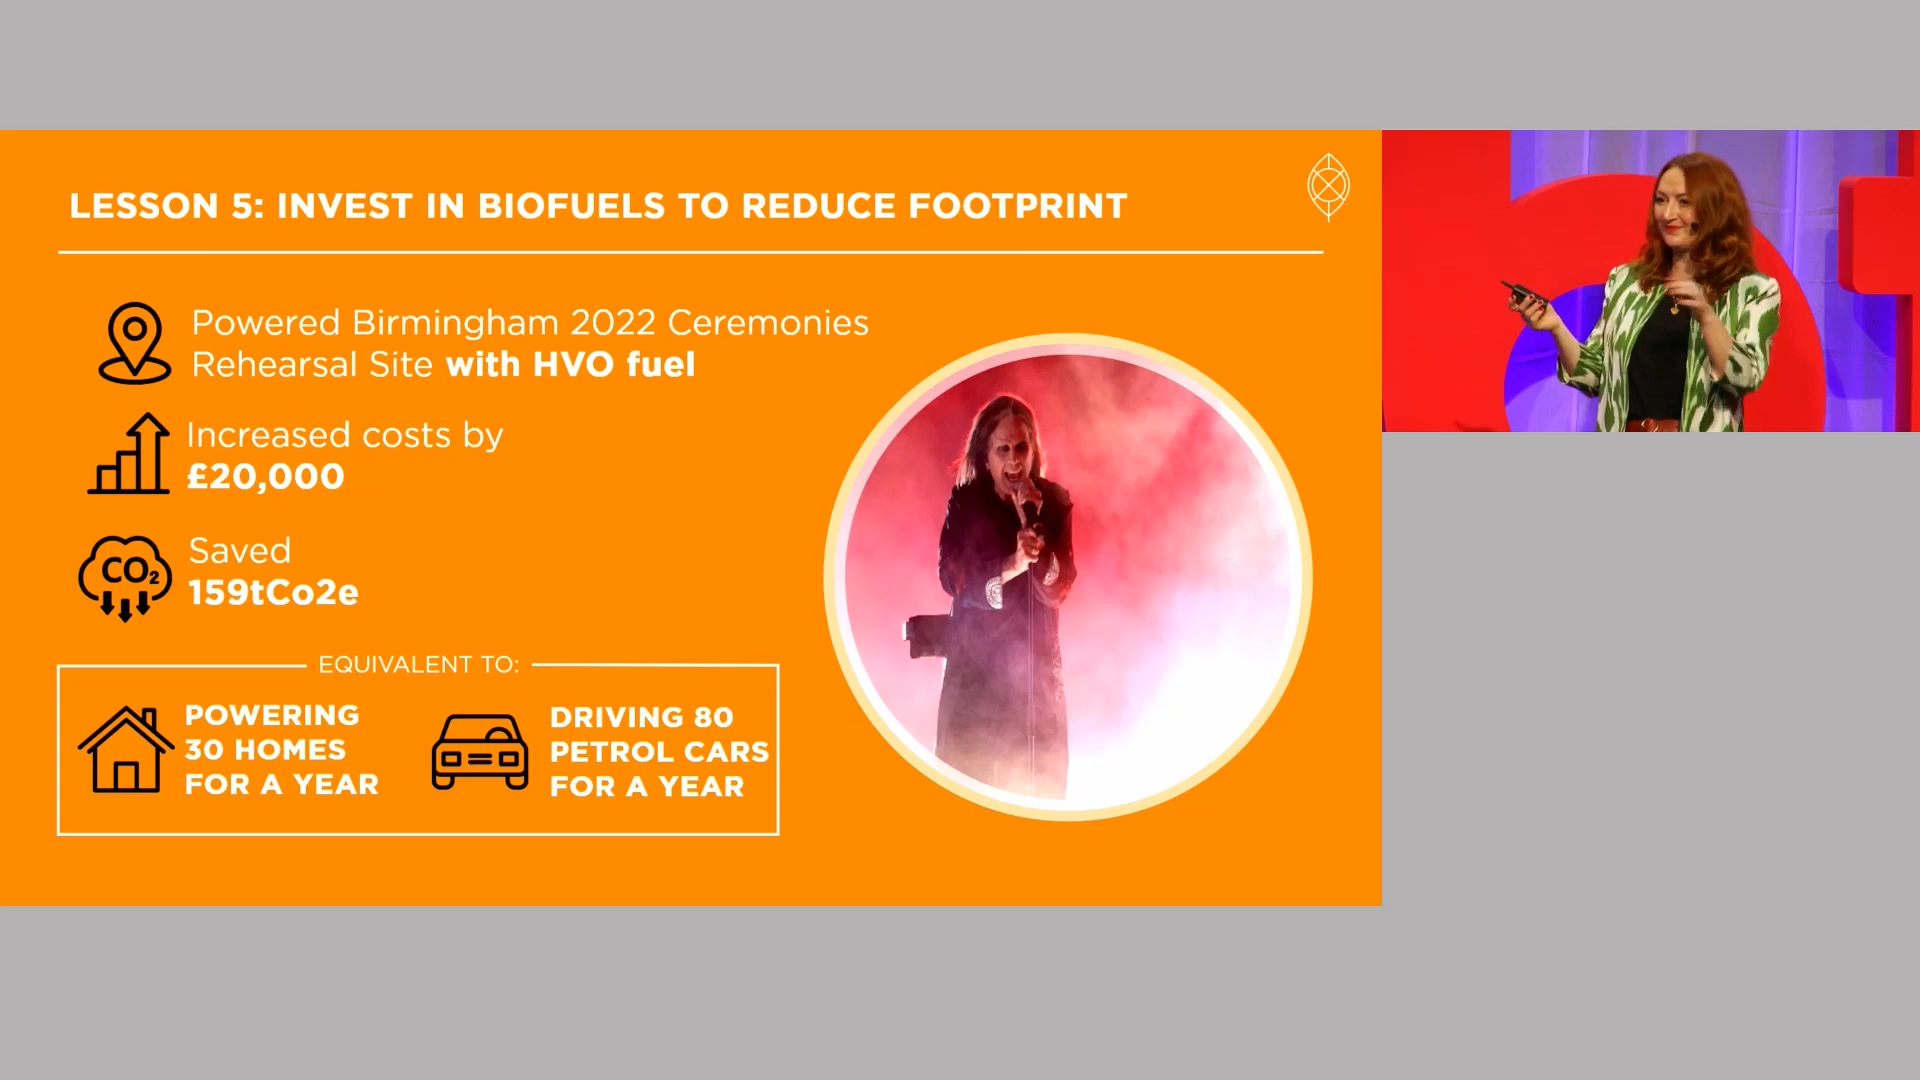 LESSON 5: INVEST IN BIOFUELS TO REDUCE FOOTPRINT
Powered Birmingham 2022 Ceremonies
Rehearsal Site with HVO fuel
Increased costs by
£20,000
CO2
Saved
159tCo2e
EQUIVALENT TO:
POWERING
30 HOMES
FOR A YEAR
DRIVING 80
PETROL CARS
FOR A YEAR